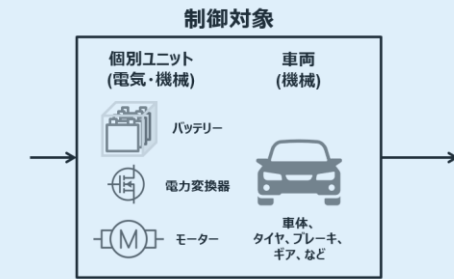 制御対象
個別ユニット
(電気・機械)
車両
(機械)
バッテリー
電力変換器
M
モーター
車体、
タイヤ、ブレーキ、
ギア、など